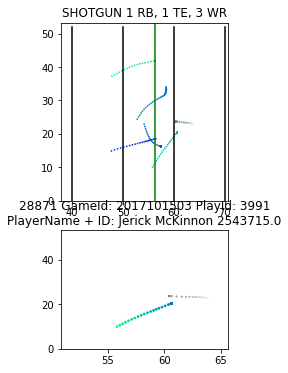 SHOTGUN 1 RB, 1 TE, 3 WR
50
40
30
20
10
0
40 50 60 70
28871 GameId: 2017101503 PlayId: 3991
PlayerName + ID: Jerick McKinnon 2543715.0
40
20
0
55 60 65